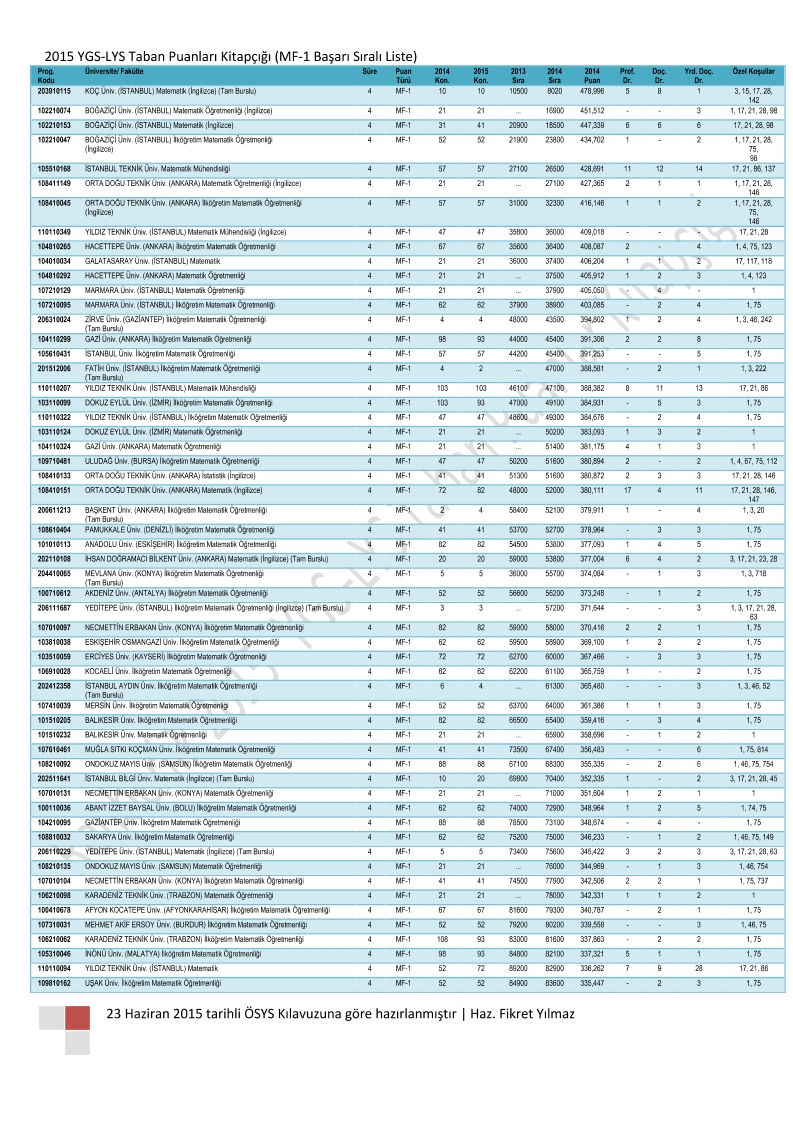 2015 YGS-LYS Taban Puanları Kitapçığı (MF-1 Başarı Sıralı Liste)
Prog. Kodu Üniversite/ Fakülte Süre Puan Türü 2014 Kon. 2015 Kon. 2013 Sıra 2014 Sıra 2014 Puan Prof. Dr. Doç. Dr. Yrd. Doç. Dr. Özel Koşullar
203910115 KOÇ Üniv. (İSTANBUL) Matematik (İngilizce) (Tam Burslu) 4 MF-1 10 10 10500 8020 478,996 5 8 1 3, 15, 17, 28, 142
102210074 BOĞAZİÇİ Üniv. (İSTANBUL) Matematik Öğretmenliği (İngilizce) 4 MF-1 21 21 ... 16900 451,512 - - 3 1, 17, 21, 28, 98
102210153 BOĞAZİÇİ Üniv. (İSTANBUL) Matematik (İngilizce) 4 MF-1 31 41 20900 18500 447,339 6 6 6 17, 21, 28, 98
102210047 BOĞAZİÇİ Üniv. (İSTANBUL) İlköğretim Matematik Öğretmenliği (İngilizce) 4 MF-1 52 52 21900 23800 434,702 1 - 2 1, 17, 21, 28, 75, 98
105510168 İSTANBUL TEKNİK Üniv. Matematik Mühendisliği 4 MF-1 57 57 27100 26500 428,691 11 12 14 17, 21, 86, 137
108411149 ORTA DOĞU TEKNİK Üniv. (ANKARA) Matematik Öğretmenliği (İngilizce) 4 MF-1 21 21 ... 27100 427,365 2 1 1 1, 17, 21, 28, 146
108410045 ORTA DOĞU TEKNİK Üniv. (ANKARA) İlköğretim Matematik Öğretmenliği (İngilizce) 4 MF-1 57 57 31000 32300 416,146 1 1 2 1, 17, 21, 28, 75, 146
110110349 YILDIZ TEKNİK Üniv. (İSTANBUL) Matematik Mühendisliği (İngilizce) 4 MF-1 47 47 35800 36000 409,018 - - - 17, 21, 28
104810265 HACETTEPE Üniv. (ANKARA) İlköğretim Matematik Öğretmenliği 4 MF-1 67 67 35600 36400 408,067 2 - 4 1, 4, 75, 123
104010034 GALATASARAY Üniv. (İSTANBUL) Matematik 4 MF-1 21 21 36000 37400 406,204 1 1 2 17, 117, 118
104810292 HACETTEPE Üniv. (ANKARA) Matematik Öğretmenliği 4 MF-1 21 21 ... 37500 405,912 1 2 3 1, 4, 123
107210129 MARMARA Üniv. (İSTANBUL) Matematik Öğretmenliği 4 MF-1 21 21 ... 37900 405,050 - 4 - 1
107210095 MARMARA Üniv. (İSTANBUL) İlköğretim Matematik Öğretmenliği 4 MF-1 62 62 37900 38900 403,085 - 2 4 1, 75
206310024 ZİRVE Üniv. (GAZİANTEP) İlköğretim Matematik Öğretmenliği (Tam Burslu) 4 MF-1 4 4 48000 43500 394,802 1 2 4 1, 3, 46, 242
104110299 GAZİ Üniv. (ANKARA) İlköğretim Matematik Öğretmenliği 4 MF-1 98 93 44000 45400 391,306 2 2 8 1, 75
105610431 İSTANBUL Üniv. İlköğretim Matematik Öğretmenliği 4 MF-1 57 57 44200 45400 391,253 - - 5 1, 75
201512006 FATİH Üniv. (İSTANBUL) İlköğretim Matematik Öğretmenliği (Tam Burslu) 4 MF-1 4 2 ... 47000 388,581 - 2 1 1, 3, 222
110110207 YILDIZ TEKNİK Üniv. (İSTANBUL) Matematik Mühendisliği 4 MF-1 103 103 46100 47100 388,382 8 11 13 17, 21, 86
103110099 DOKUZ EYLÜL Üniv. (İZMİR) İlköğretim Matematik Öğretmenliği 4 MF-1 103 93 47000 49100 384,931 - 5 3 1, 75
110110322 YILDIZ TEKNİK Üniv. (İSTANBUL) İlköğretim Matematik Öğretmenliği 4 MF-1 47 47 48600 49300 384,676 - 2 4 1, 75
103110124 DOKUZ EYLÜL Üniv. (İZMİR) Matematik Öğretmenliği 4 MF-1 21 21 ... 50200 383,093 1 3 2 1
104110324 GAZİ Üniv. (ANKARA) Matematik Öğretmenliği 4 MF-1 21 21 ... 51400 381,175 4 1 3 1
109710481 ULUDAĞ Üniv. (BURSA) İlköğretim Matematik Öğretmenliği 4 MF-1 47 47 50200 51600 380,894 2 - 2 1, 4, 67, 75, 112
108410133 ORTA DOĞU TEKNİK Üniv. (ANKARA) İstatistik (İngilizce) 4 MF-1 41 41 51300 51600 380,872 2 3 3 17, 21, 28, 146
108410151 ORTA DOĞU TEKNİK Üniv. (ANKARA) Matematik (İngilizce) 4 MF-1 72 82 48000 52000 380,111 17 4 11 17, 21, 28, 146, 147
200611213 BAŞKENT Üniv. (ANKARA) İlköğretim Matematik Öğretmenliği (Tam Burslu) 4 MF-1 2 4 58400 52100 379,911 1 - 4 1, 3, 20
108610404 PAMUKKALE Üniv. (DENİZLİ) İlköğretim Matematik Öğretmenliği 4 MF-1 41 41 53700 52700 378,964 - 3 3 1, 75
101010113 ANADOLU Üniv. (ESKİŞEHİR) İlköğretim Matematik Öğretmenliği 4 MF-1 82 82 54500 53800 377,093 1 4 5 1, 75
202110108 İHSAN DOĞRAMACI BİLKENT Üniv. (ANKARA) Matematik (İngilizce) (Tam Burslu) 4 MF-1 20 20 59000 53800 377,004 6 4 2 3, 17, 21, 23, 28
204410065 MEVLANA Üniv. (KONYA) İlköğretim Matematik Öğretmenliği (Tam Burslu) 4 MF-1 5 5 36000 55700 374,084 - 1 3 1, 3, 718
100710612 AKDENİZ Üniv. (ANTALYA) İlköğretim Matematik Öğretmenliği 4 MF-1 52 52 56600 56200 373,248 - 1 2 1, 75
206111687 YEDİTEPE Üniv. (İSTANBUL) İlköğretim Matematik Öğretmenliği (İngilizce) (Tam Burslu) 4 MF-1 3 3 ... 57200 371,644 - - 3 1, 3, 17, 21, 28, 63
107010097 NECMETTİN ERBAKAN Üniv. (KONYA) İlköğretim Matematik Öğretmenliği 4 MF-1 82 82 59000 58000 370,416 2 2 1 1, 75
103810038 ESKİŞEHİR OSMANGAZİ Üniv. İlköğretim Matematik Öğretmenliği 4 MF-1 62 62 59500 58900 369,100 1 2 2 1, 75
103510059 ERCİYES Üniv. (KAYSERİ) İlköğretim Matematik Öğretmenliği 4 MF-1 72 72 62700 60000 367,466 - 3 3 1, 75
106910028 KOCAELİ Üniv. İlköğretim Matematik Öğretmenliği 4 MF-1 62 62 62200 61100 365,759 1 - 2 1, 75
202412358 İSTANBUL AYDIN Üniv. İlköğretim Matematik Öğretmenliği (Tam Burslu) 4 MF-1 6 4 ... 61300 365,480 - - 3 1, 3, 46, 52
107410039 MERSİN Üniv. İlköğretim Matematik Öğretmenliği 4 MF-1 52 52 63700 64000 361,386 1 1 3 1, 75
101510205 BALIKESİR Üniv. İlköğretim Matematik Öğretmenliği 4 MF-1 82 82 66500 65400 359,416 - 3 4 1, 75
101510232 BALIKESİR Üniv. Matematik Öğretmenliği 4 MF-1 21 21 ... 65900 358,696 - 1 2 1
107610461 MUĞLA SITKI KOÇMAN Üniv. İlköğretim Matematik Öğretmenliği 4 MF-1 41 41 73500 67400 356,483 - - 6 1, 75, 814
108210092 ONDOKUZ MAYIS Üniv. (SAMSUN) İlköğretim Matematik Öğretmenliği 4 MF-1 88 88 67100 68300 355,335 - 2 6 1, 46, 75, 754
202511641 İSTANBUL BİLGİ Üniv. Matematik (İngilizce) (Tam Burslu) 4 MF-1 10 20 69800 70400 352,335 1 - 2 3, 17, 21, 28, 45
107010131 NECMETTİN ERBAKAN Üniv. (KONYA) Matematik Öğretmenliği 4 MF-1 21 21 ... 71000 351,604 1 2 1 1
100110036 ABANT İZZET BAYSAL Üniv. (BOLU) İlköğretim Matematik Öğretmenliği 4 MF-1 62 62 74000 72900 348,964 1 2 5 1, 74, 75
104210095 GAZİANTEP Üniv. İlköğretim Matematik Öğretmenliği 4 MF-1 88 88 78500 73100 348,674 - 4 - 1, 75
108810032 SAKARYA Üniv. İlköğretim Matematik Öğretmenliği 4 MF-1 62 62 75200 75000 346,233 - 1 2 1, 46, 75, 149
206110229 YEDİTEPE Üniv. (İSTANBUL) Matematik (İngilizce) (Tam Burslu) 4 MF-1 5 5 73400 75600 345,422 3 2 3 3, 17, 21, 28, 63
108210135 ONDOKUZ MAYIS Üniv. (SAMSUN) Matematik Öğretmenliği 4 MF-1 21 21 ... 76000 344,969 - 1 3 1, 46, 754
107010104 NECMETTİN ERBAKAN Üniv. (KONYA) İlköğretim Matematik Öğretmenliği 4 MF-1 41 41 74500 77900 342,506 2 2 1 1, 75, 737
106210098 KARADENİZ TEKNİK Üniv. (TRABZON) Matematik Öğretmenliği 4 MF-1 21 21 ... 78000 342,331 1 1 2 1
100410678 AFYON KOCATEPE Üniv. (AFYONKARAHİSAR) İlköğretim Matematik Öğretmenliği 4 MF-1 67 67 81600 79300 340,787 - 2 1 1, 75
107310031 MEHMET AKİF ERSOY Üniv. (BURDUR) İlköğretim Matematik Öğretmenliği 4 MF-1 52 52 79200 80200 339,558 - - 3 1, 46, 75
106210062 KARADENİZ TEKNİK Üniv. (TRABZON) İlköğretim Matematik Öğretmenliği 4 MF-1 108 93 83000 81600 337,863 - 2 2 1, 75
105310046 İNÖNÜ Üniv. (MALATYA) İlköğretim Matematik Öğretmenliği 4 MF-1 98 93 84800 82100 337,321 5 1 1 1, 75
110110094 YILDIZ TEKNİK Üniv. (İSTANBUL) Matematik 4 MF-1 52 72 89200 82900 336,262 7 9 28 17, 21, 86
109810162 UŞAK Üniv. İlköğretim Matematik Öğretmenliği 4 MF-1 52 52 84900 83600 335,447 - 2 3 1, 75
23 Haziran 2015 tarihli ÖSYS Kılavuzuna göre hazırlanmıştır | Haz. Fikret Yılmaz